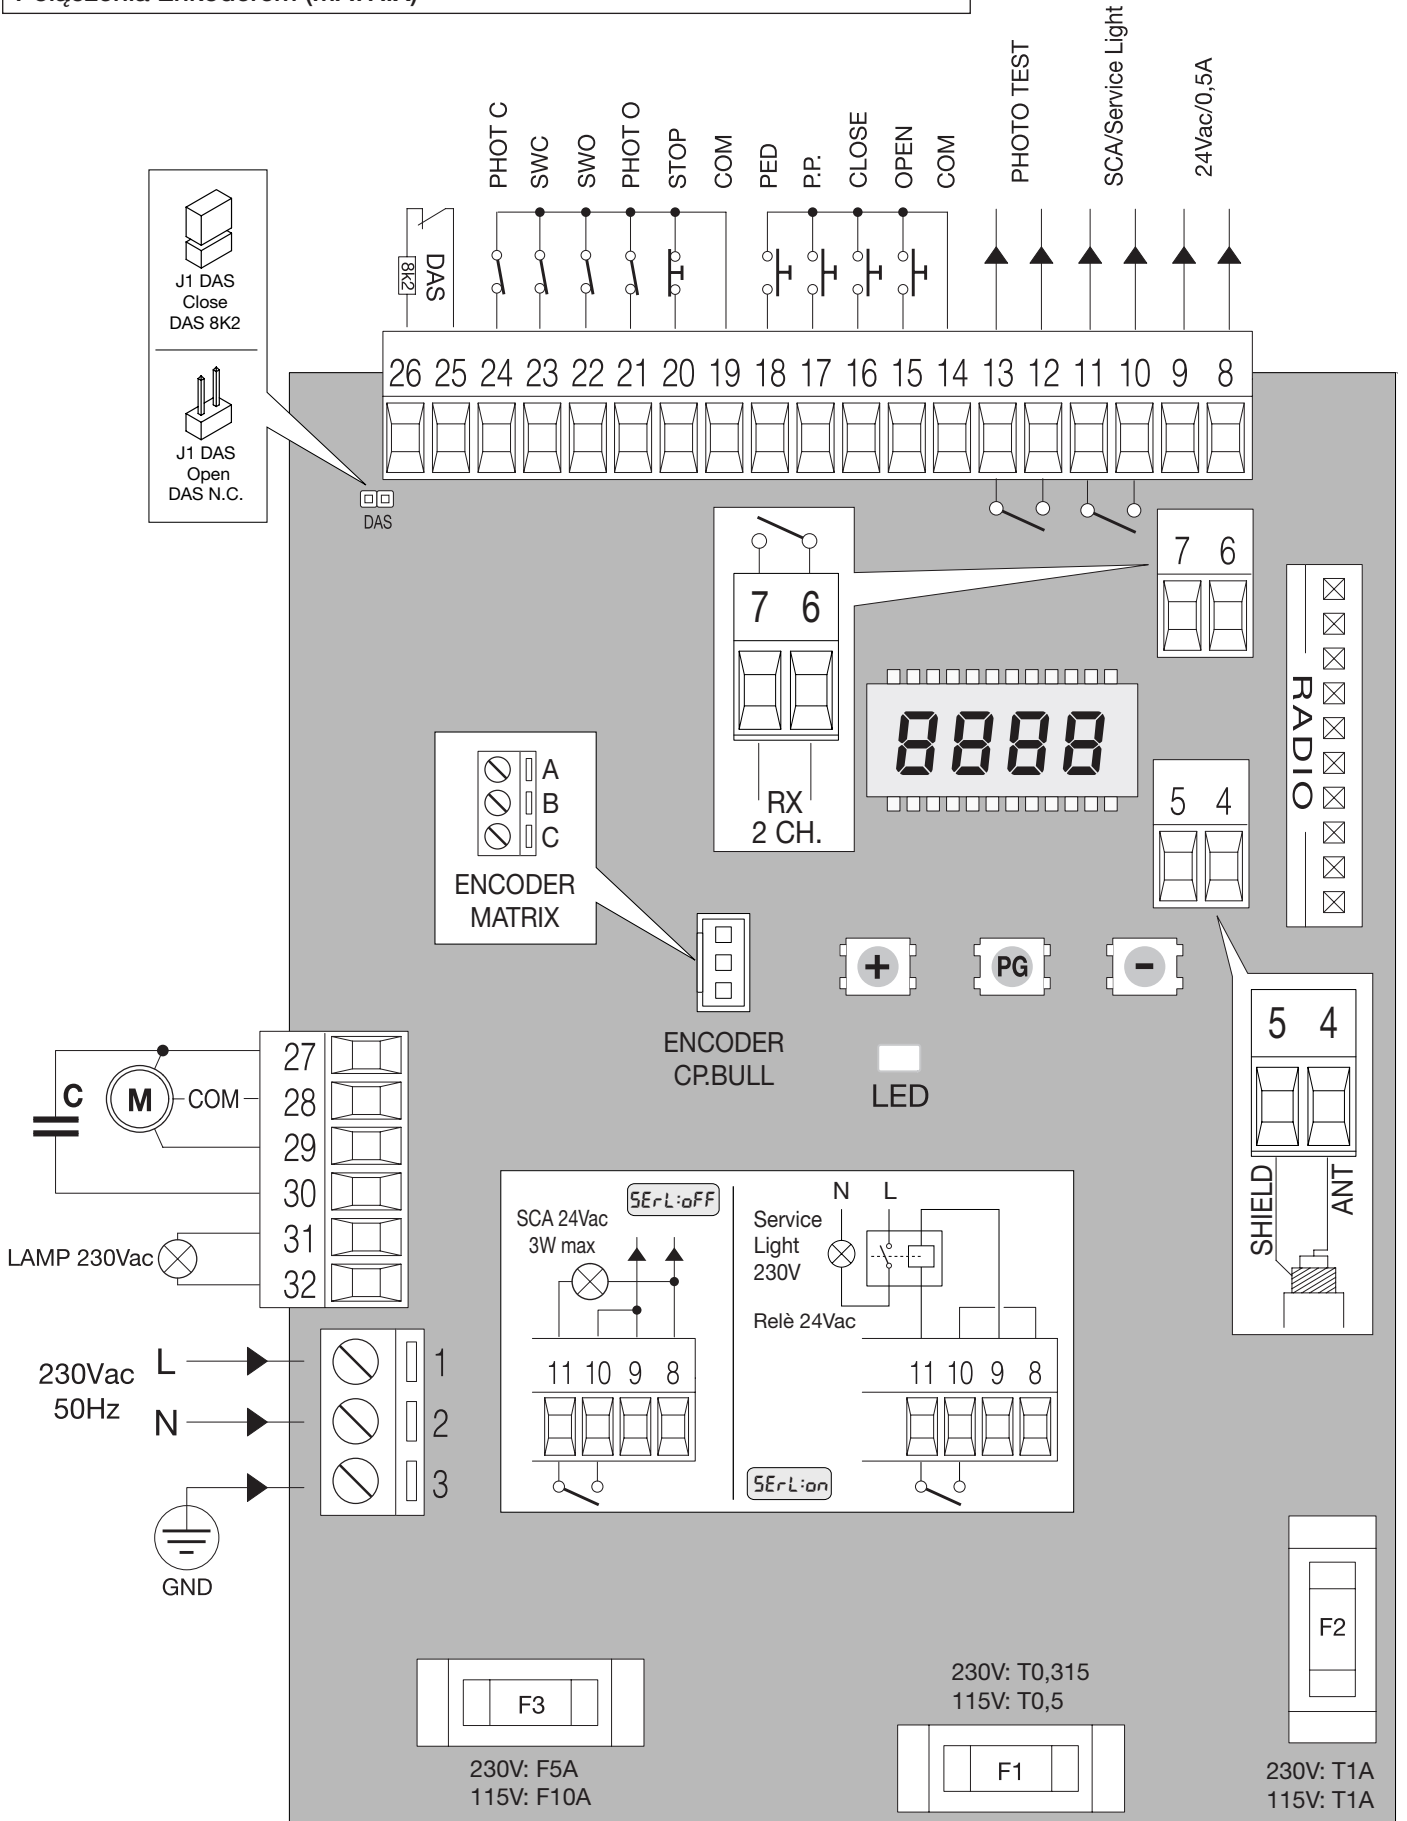 PHOT C
SWC
SWO
PHOT O
STOP
COM
PED
P.P.
CLOSE
OPEN
COM
PHOTO TEST
SCA/Service Light
24Vac/0,5A
J1 DAS
Close
DAS 8K2
J1 DAS
Open
DAS N.C.
8k2
DAS
26 25 24 23 22 21 20 19 18 17 16 15 14 13 12 11 10 9 8
DAS
7 6
RX
2 CH.
7 6
8888
RADIO
5 4
A
B
C
ENCODER
MATRIX
+
PG
-
ENCODER
CP.BULL
LED
5 4
SHIELD
ANT
C
M
COM
27
28
29
30
31
32
LAMP 230Vac
230Vac
50Hz
L
N
GND
1
2
3
SErL:oFF
SCA 24Vac
3W max
11 10 9 8
N L
Service
Light
230V
Relè 24Vac
11 10 9 8
SErL:on
F2
230V: T1A
115V: T1A
F3
230V: F5A
115V: F10A
230V: T0,315
115V: T0,5
F1